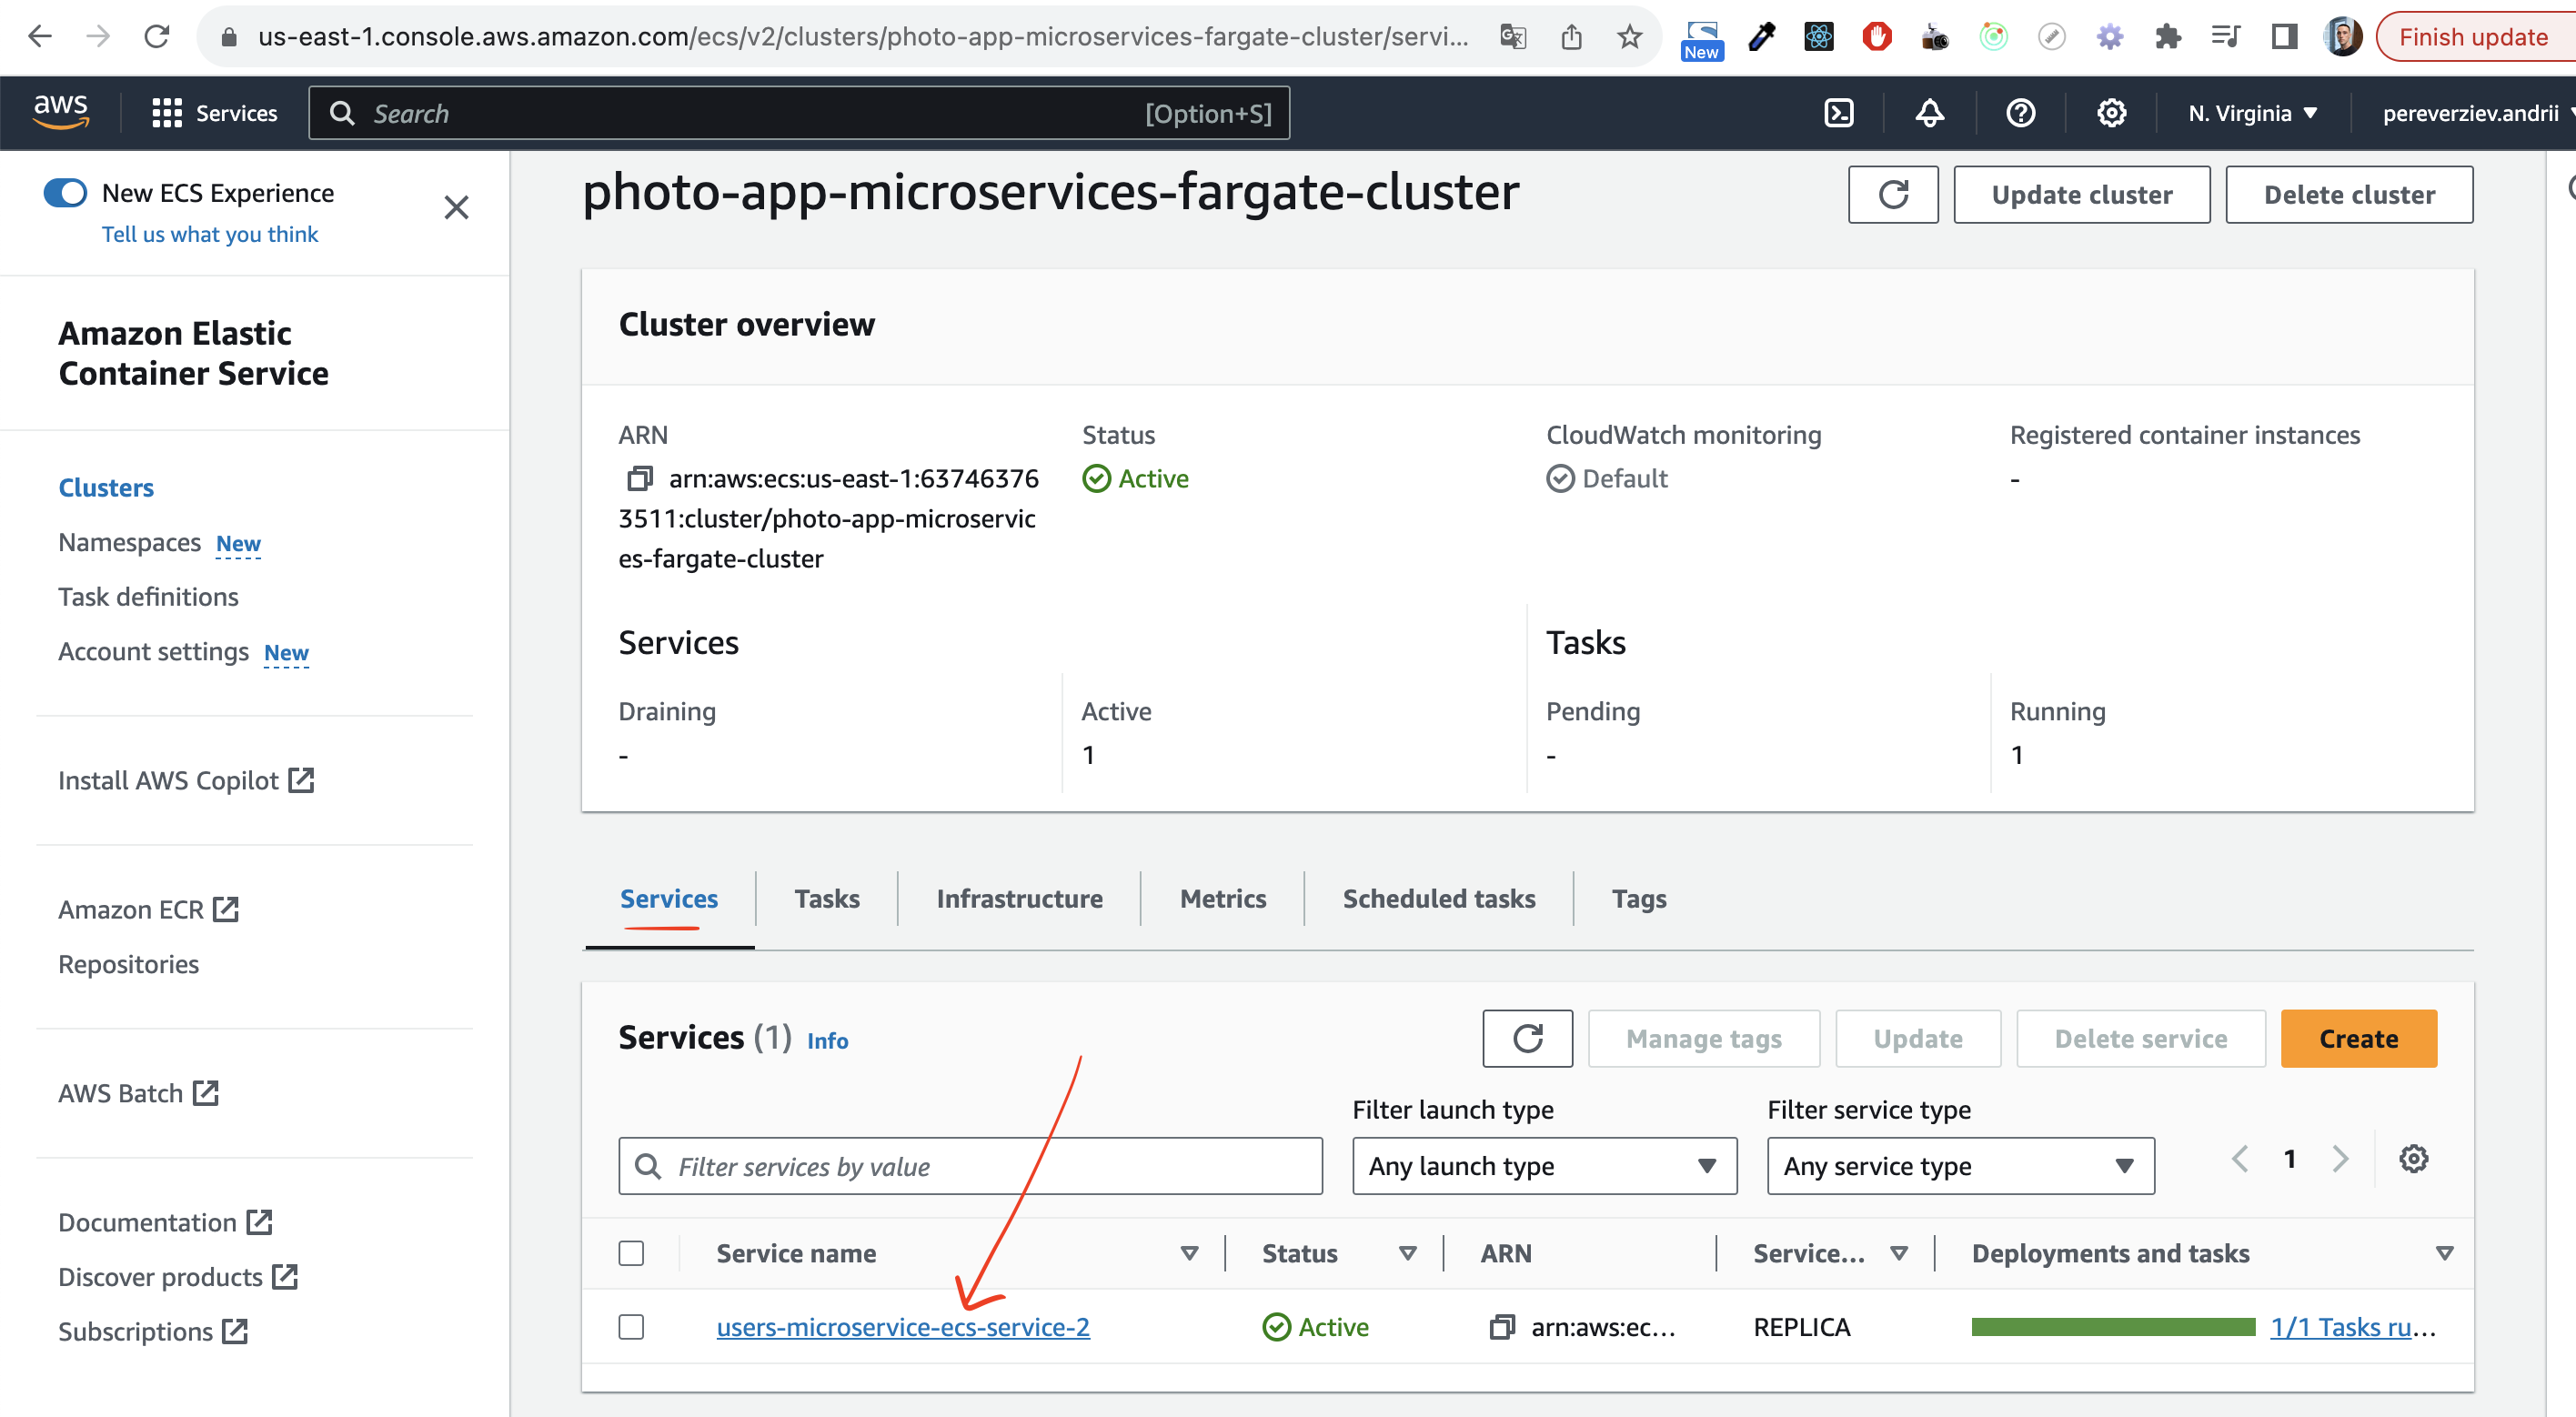 us-east-1.console.aws.amazon.com/ecs/v2/clusters/photo-app-microservices-fargate-cluster/servi...
New
Finish update
aws
Services
Search
[Option+S]
N. Virginia
pereverziev.andrii
New ECS Experience
Tell us what you think
Amazon Elastic
Container Service
Clusters
Namespaces New
Task definitions
Account settings New
Install AWS Copilot
Amazon ECR
Repositories
AWS Batch
Documentation
Discover products
Subscriptions
photo-app-microservices-fargate-cluster
Update cluster
Delete cluster
Cluster overview
ARN
arn:aws:ecs:us-east-1:63746376
3511:cluster/photo-app-microservic
es-fargate-cluster
Status
Active
CloudWatch monitoring
Default
Registered container instances
-
Services
Draining
-
Active
1
Tasks
Pending
-
Running
1
Services
Tasks
Infrastructure
Metrics
Scheduled tasks
Tags
Services (1) Info
Manage tags
Update
Delete service
Create
Filter services by value
Filter launch type
Any launch type
Filter service type
Any service type
1
Service name
Status
ARN
Service...
Deployments and tasks
users-microservice-ecs-service-2
Active
arn:aws:ec...
REPLICA
1/1 Tasks ru...